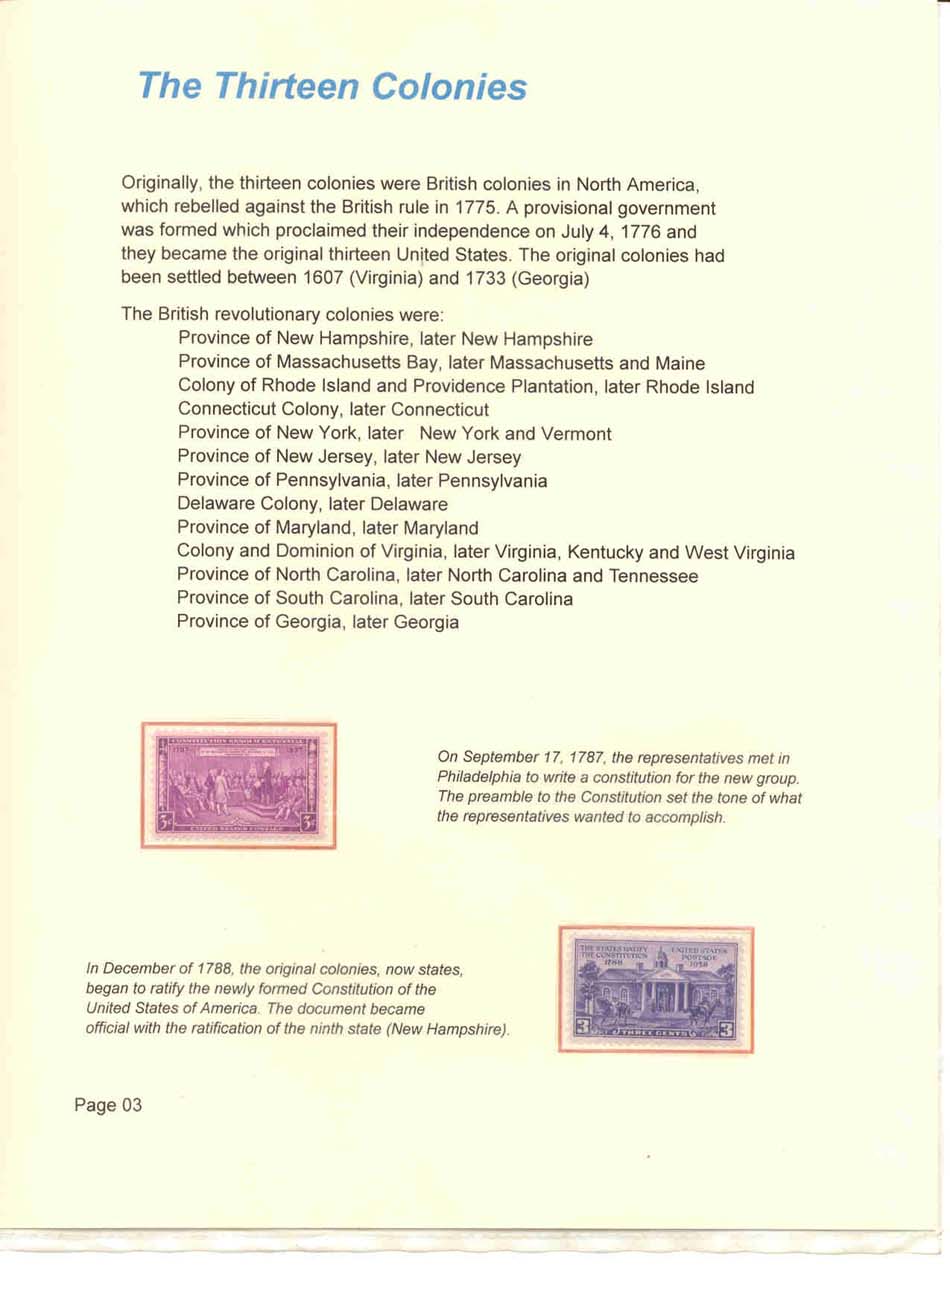 The Thirteen Colonies
Originally, the thirteen colonies were British colonies in North America,
which rebelled against the British rule in 1775. A provisional government
was formed which proclaimed their independence on July 4, 1776 and
they became the original thirteen United States. The original colonies had
been settled between 1607 (Virginia) and 1733 (Georgia)
The British revolutionary colonies were:
Province of New Hampshire, later New Hampshire
Province of Massachusetts Bay, later Massachusetts and Maine
Colony of Rhode Island and Providence Plantation, later Rhode Island
Connecticut Colony, later Connecticut
Province of New York, later New York and Vermont
Province of New Jersey, later New Jersey
Province of Pennsylvania, later Pennsylvania
Delaware Colony, later Delaware
Province of Maryland, later Maryland
Colony and Dominion of Virginia, later Virginia, Kentucky and West Virginia
Province of North Carolina, later North Carolina and Tennessee
Province of South Carolina, later South Carolina
Province of Georgia, later Georgia
CONSTITUTION SESQUICENTENNIAL
1787 1937
3¢ 3¢
UNITED STATES POSTAGE
On September 17, 1787, the representatives met in
Philadelphia to write a constitution for the new group.
The preamble to the Constitution set the tone of what
the representatives wanted to accomplish.
THE STATES RATIFY UNITED STATES
THE CONSTITUTION POSTAGE
1788 1938
3 THREE CENTS 3
In December of 1788, the original colonies, now states,
began to ratify the newly formed Constitution of the
United States of America. The document became
official with the ratification of the ninth state (New Hampshire).
Page 03